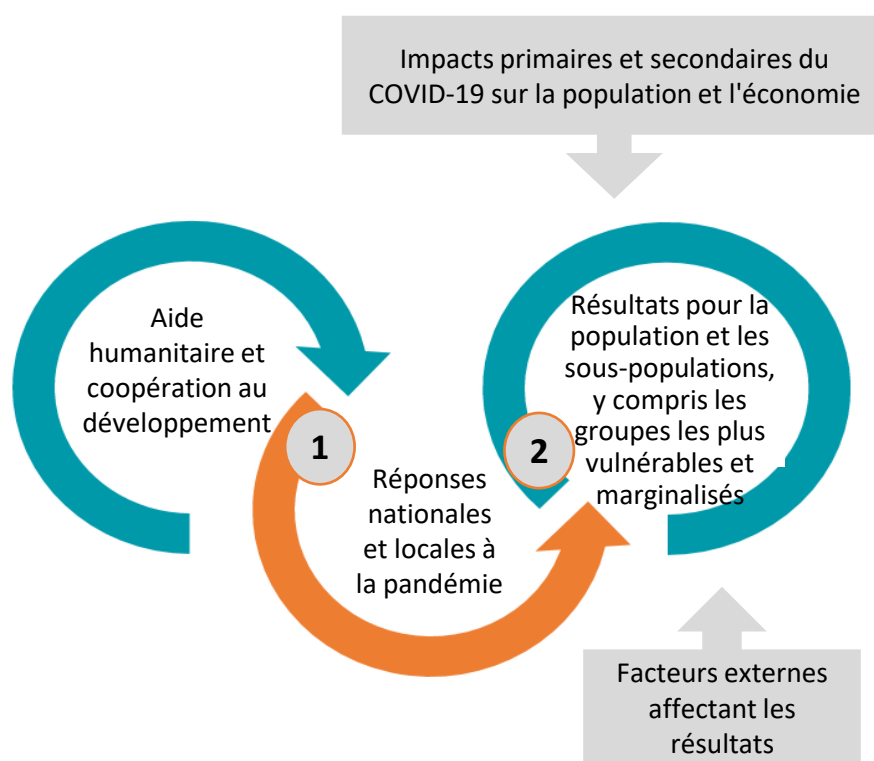 Impacts primaires et secondaires du
COVID-19 sur la population et l'économie
Aide
humanitaire et
coopération au
développement
1
Réponses
nationales
et locales à
la pandémie
2
Résultats pour la
population et les
sous-populations,
y compris les
groupes les plus
vulnérables et
marginalisés
Facteurs externes
affectant les
résultats